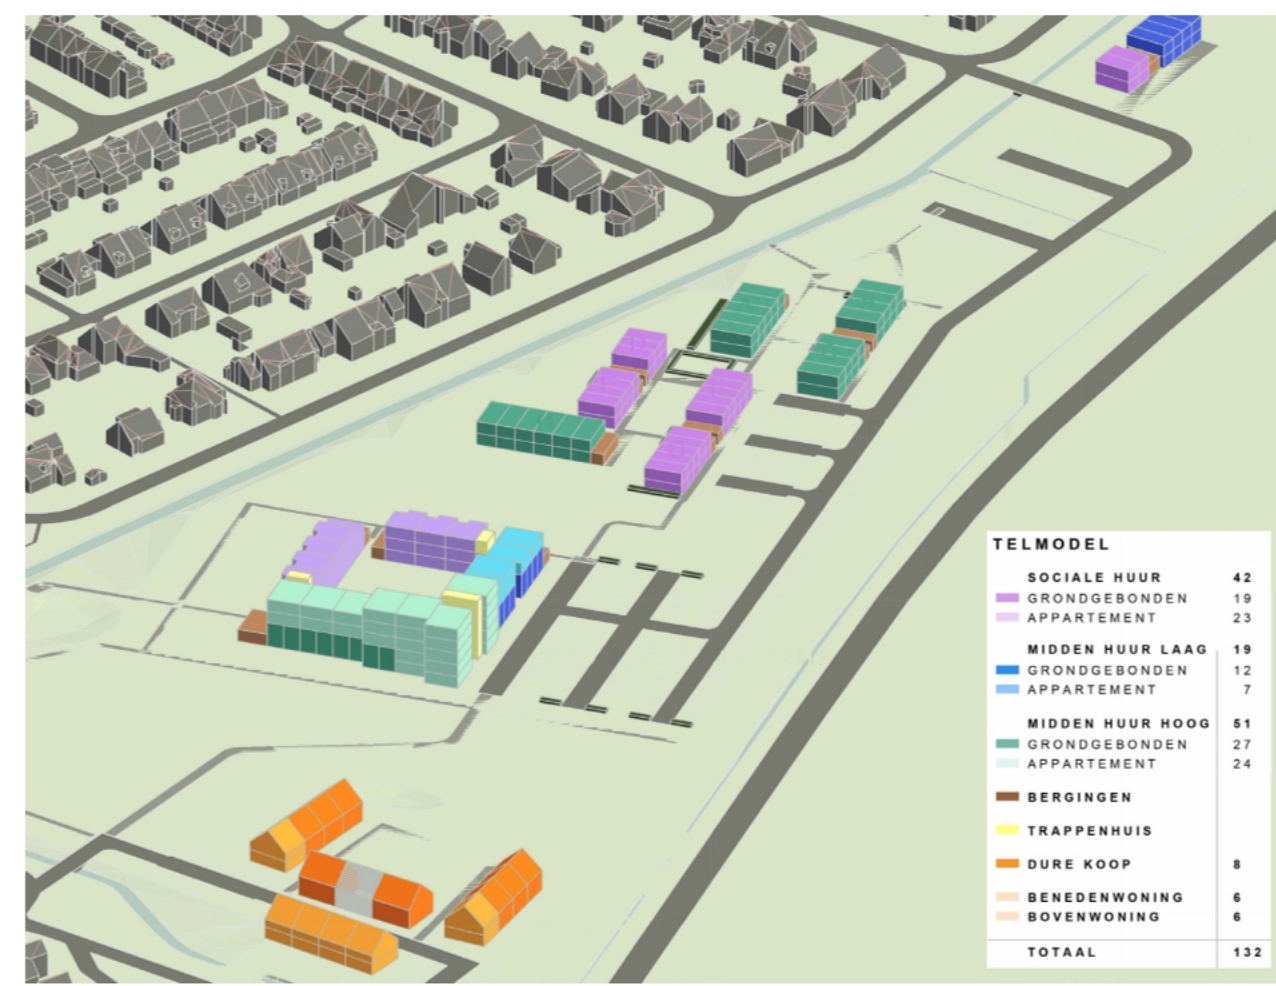 TELMODEL
SOCIALE HUUR 42
GRONDGEBONDEN 19
APPARTEMENT 23
MIDDEN HUUR LAAG 19
GRONDGEBONDEN 12
APPARTEMENT 7
MIDDEN HUUR HOOG 51
GRONDGEBONDEN 27
APPARTEMENT 24
BERGINGEN
TRAPPENHUIS
DURE KOOP 8
BENEDENWONING 6
BOVENWONING 6
TOTAAL 132